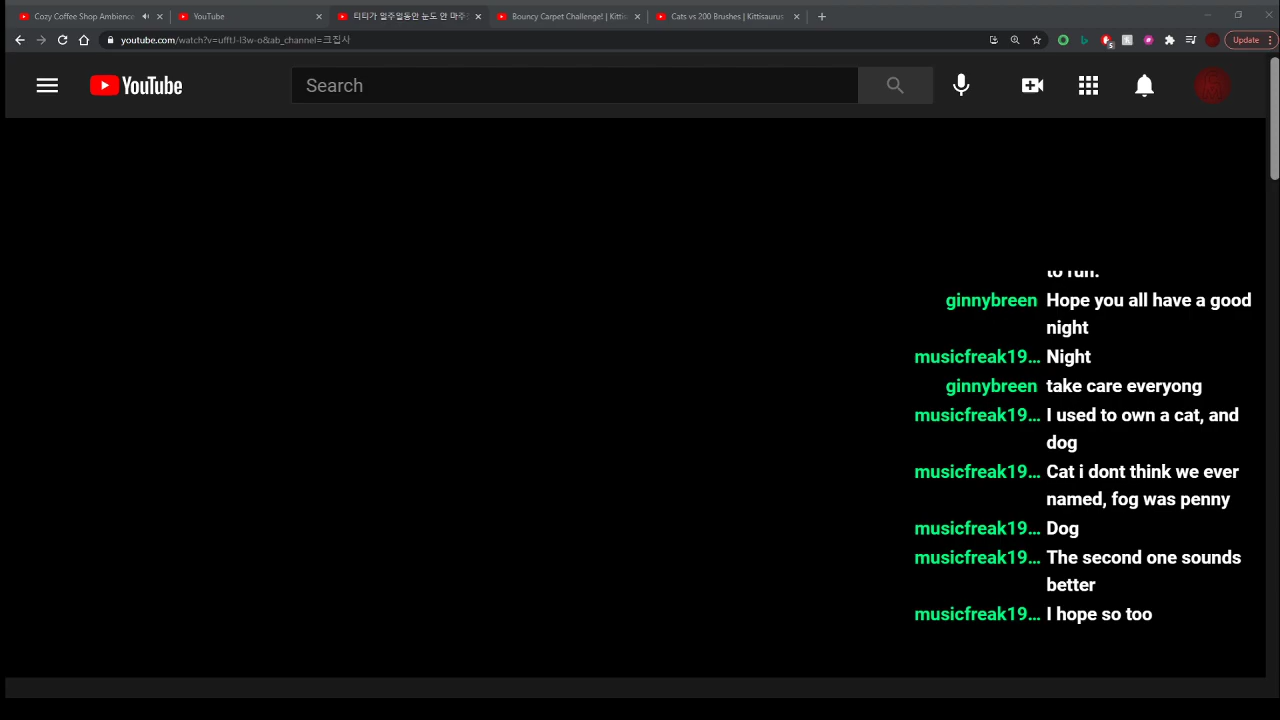 Cozy Coffee Shop Ambience
YouTube
티티가 일주일동안 눈도 안 마주
Bouncy Carpet Challenge! | Kitti
Cats vs 200 Brushes | Kittisaurus
youtube.com/watch?v=ufftJ-l3w-o&ab_channel=크집사
5
Update
YouTube
Search
to run.
ginnybreen Hope you all have a good
night
musicfreak19... Night
ginnybreen take care everyong
musicfreak19... I used to own a cat, and
dog
musicfreak19... Cat i dont think we ever
named, fog was penny
musicfreak19... Dog
musicfreak19... The second one sounds
better
musicfreak19... I hope so too